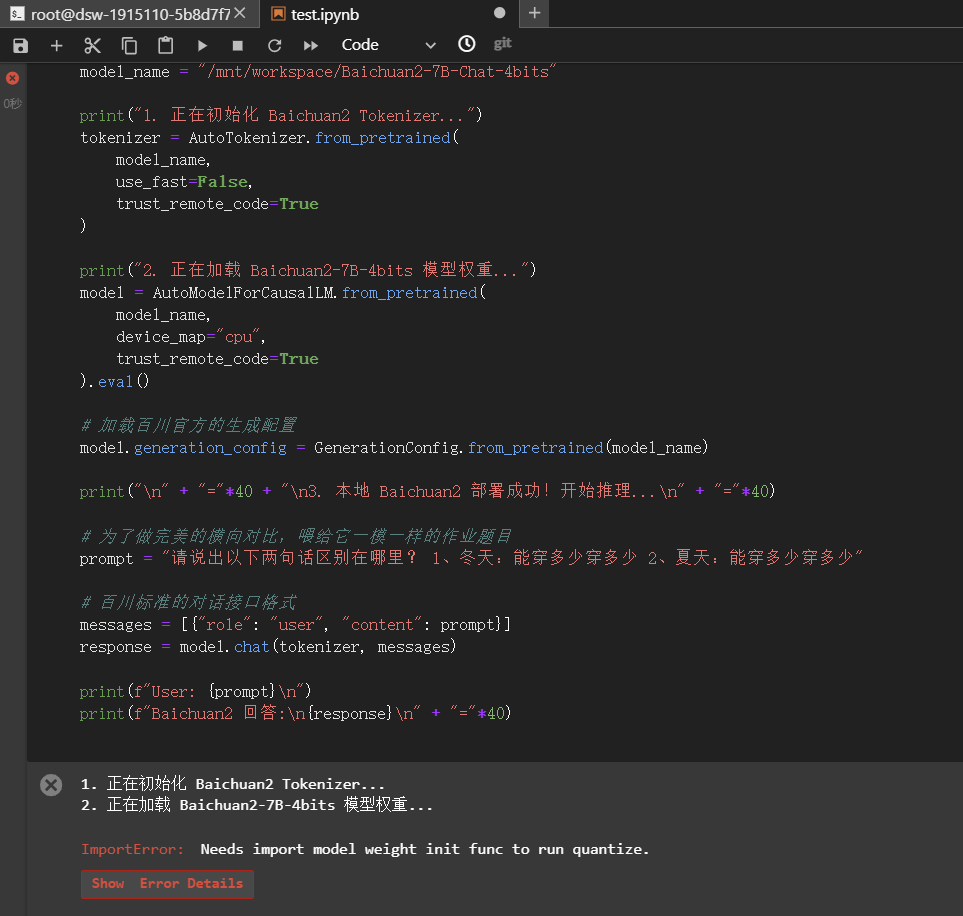 root@dsw-1915110-5b8d7f7
test.ipynb
Code
git
0秒
model_name = "/mnt/workspace/Baichuan2-7B-Chat-4bits"
print("1. 正在初始化 Baichuan2 Tokenizer...")
tokenizer = AutoTokenizer.from_pretrained(
    model_name,
    use_fast=False,
    trust_remote_code=True
)
print("2. 正在加载 Baichuan2-7B-4bits 模型权重...")
model = AutoModelForCausalLM.from_pretrained(
    model_name,
    device_map="cpu",
    trust_remote_code=True
).eval()
# 加载百川官方的生成配置
model.generation_config = GenerationConfig.from_pretrained(model_name)
print("\n" + "="*40 + "\n3. 本地 Baichuan2 部署成功！开始推理...\n" + "="*40)
# 为了做完美的横向对比，喂给它一模一样的作业题目
prompt = "请说出以下两句话区别在哪里？ 1、冬天：能穿多少穿多少 2、夏天：能穿多少穿多少"
# 百川标准的对话接口格式
messages = [{"role": "user", "content": prompt}]
response = model.chat(tokenizer, messages)
print(f"User: {prompt}\n")
print(f"Baichuan2 回答:\n{response}\n" + "="*40)
1. 正在初始化 Baichuan2 Tokenizer...
2. 正在加载 Baichuan2-7B-4bits 模型权重...
ImportError: Needs import model weight init func to run quantize.
Show Error Details